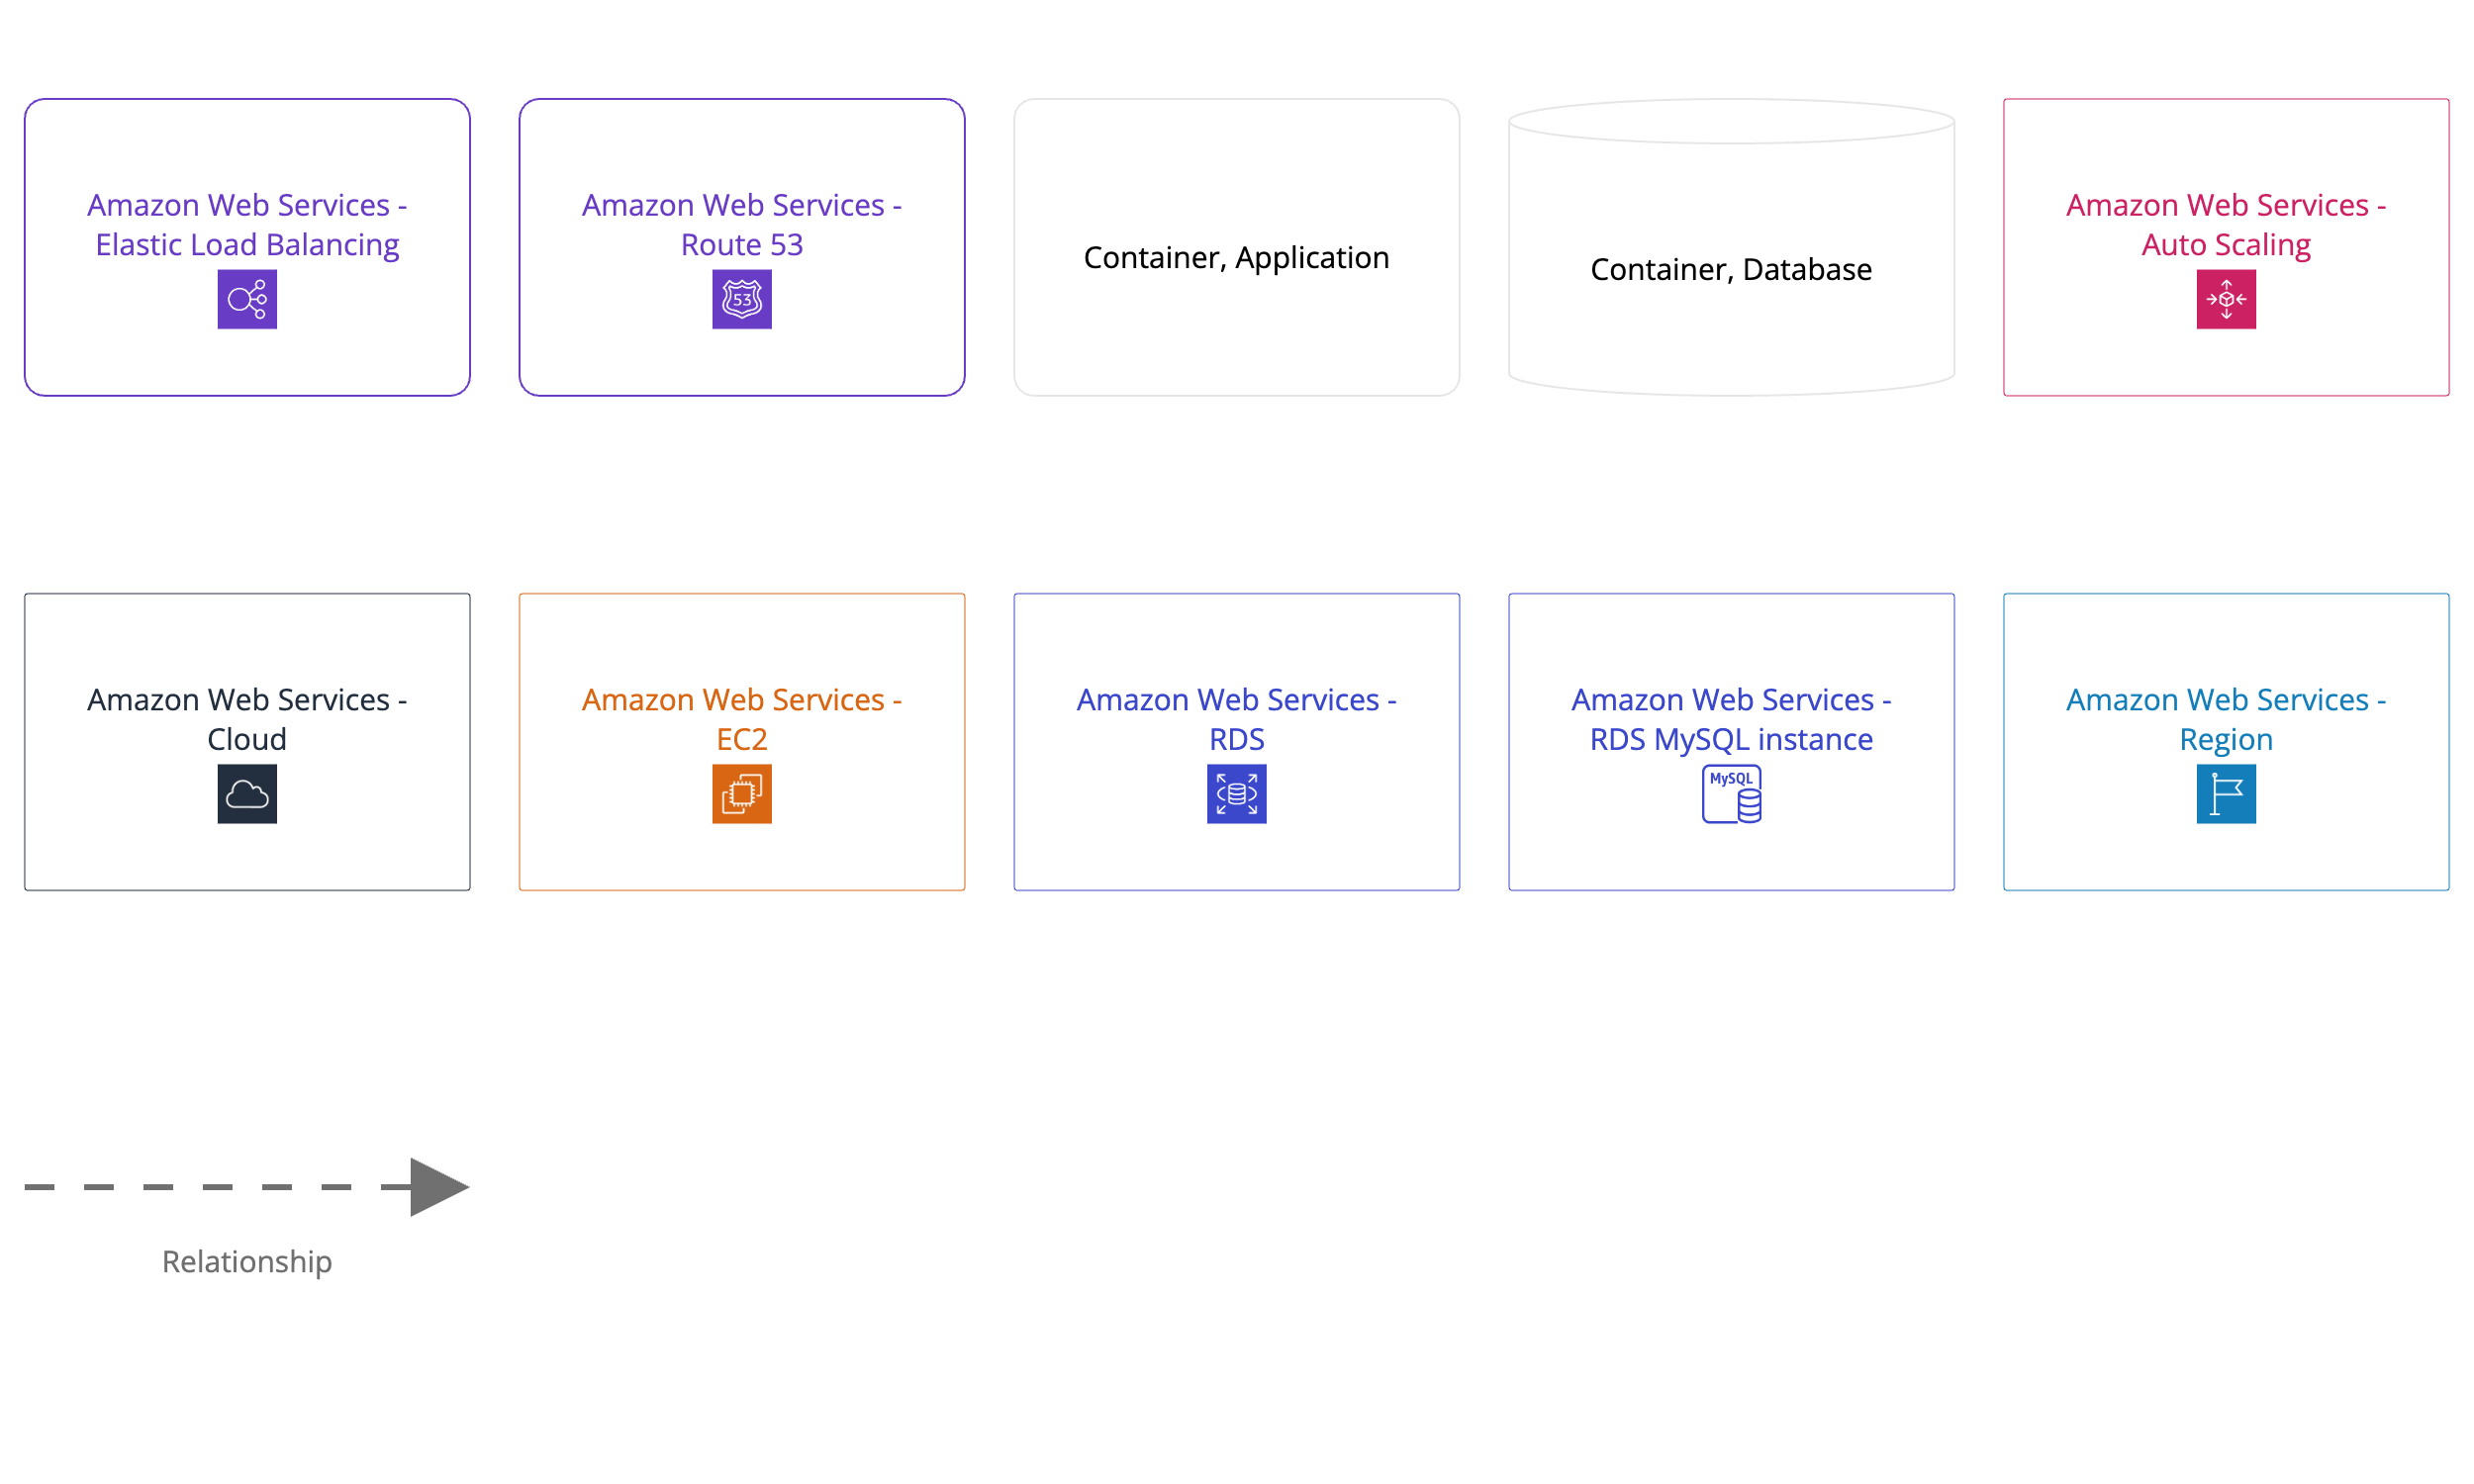 Amazon Web Services -
Elastic Load Balancing
Amazon Web Services -
Route 53
53
Container, Application
Container, Database
Amazon Web Services -
Auto Scaling
Amazon Web Services -
Cloud
Amazon Web Services -
EC2
Amazon Web Services -
RDS
Amazon Web Services -
RDS MySQL instance
MySQL
Amazon Web Services -
Region
Relationship